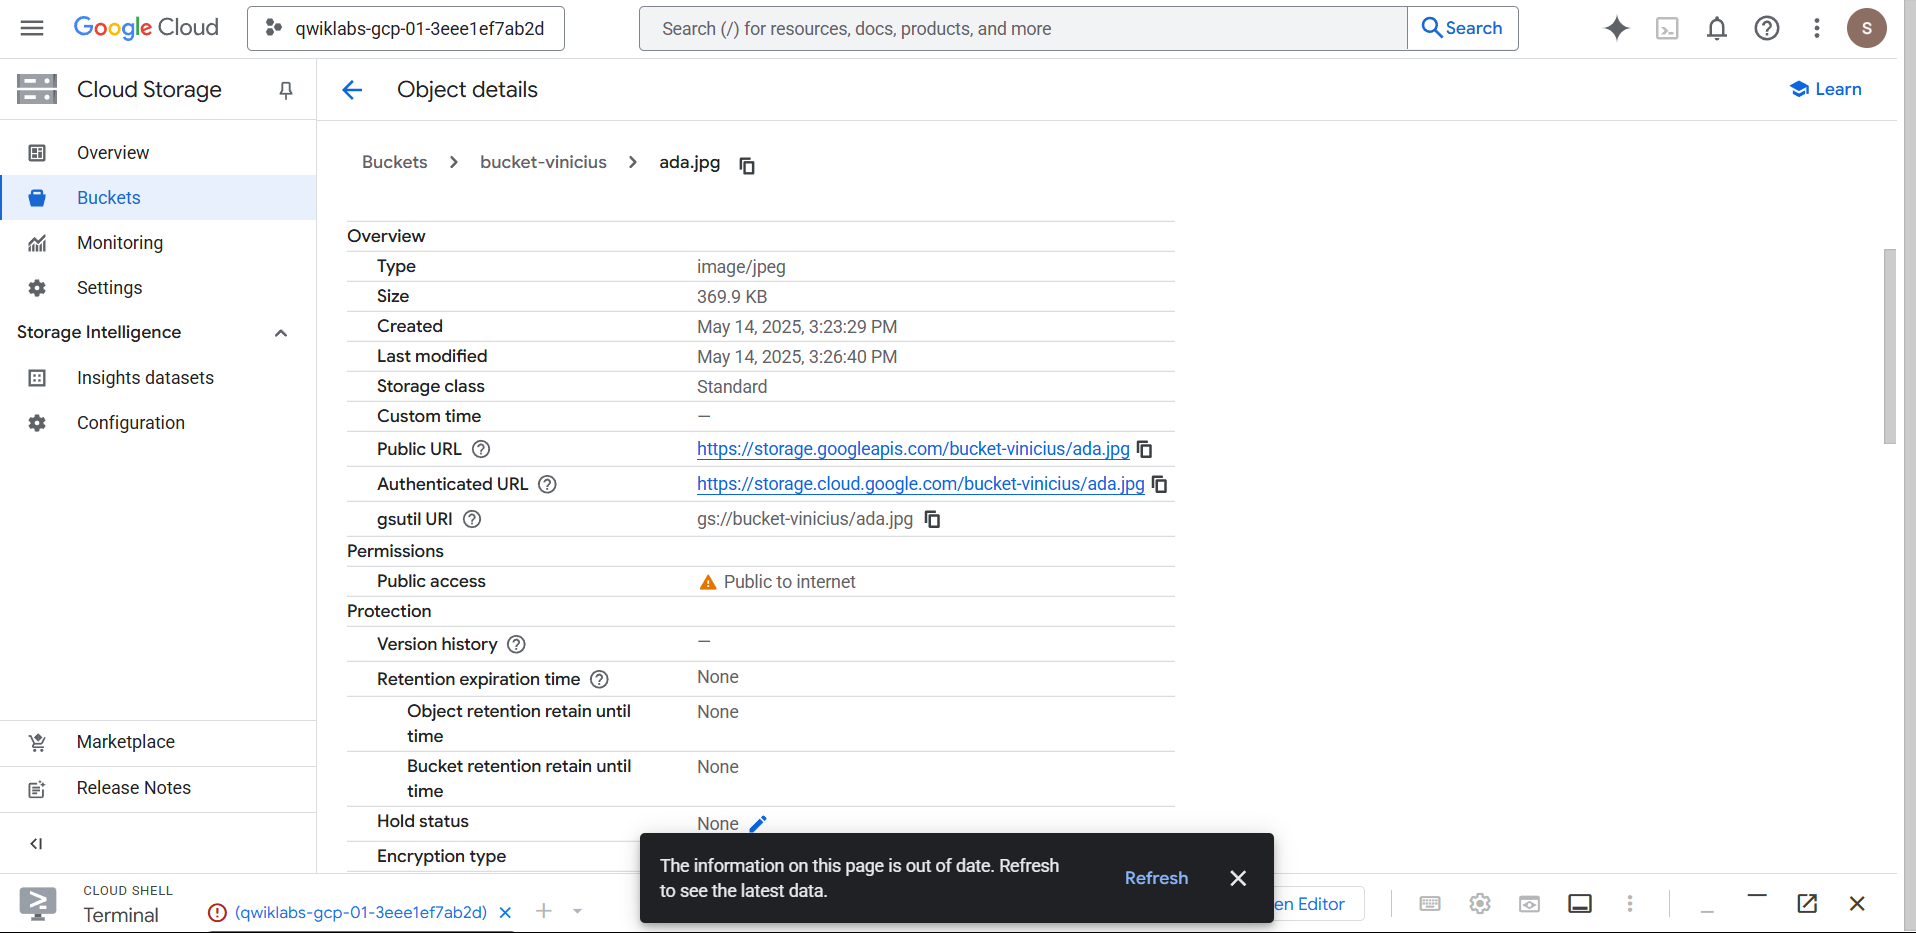 Google Cloud
qwiklabs-gcp-01-3eee1ef7ab2d
Search (/) for resources, docs, products, and more
Search
S
Cloud Storage
Object details
Learn
Overview
Buckets
Monitoring
Settings
Storage Intelligence
Insights datasets
Configuration
Marketplace
Release Notes
Buckets > bucket-vinicius > ada.jpg
Overview
Type image/jpeg
Size 369.9 KB
Created May 14, 2025, 3:23:29 PM
Last modified May 14, 2025, 3:26:40 PM
Storage class Standard
Custom time —
Public URL https://storage.googleapis.com/bucket-vinicius/ada.jpg
Authenticated URL https://storage.cloud.google.com/bucket-vinicius/ada.jpg
gsutil URI gs://bucket-vinicius/ada.jpg
Permissions
Public access Public to internet
Protection
Version history —
Retention expiration time None
Object retention retain until None
time
Bucket retention retain until None
time
Hold status None
Encryption type
The information on this page is out of date. Refresh
to see the latest data.
Refresh
CLOUD SHELL
Terminal
(qwiklabs-gcp-01-3eee1ef7ab2d)
en Editor